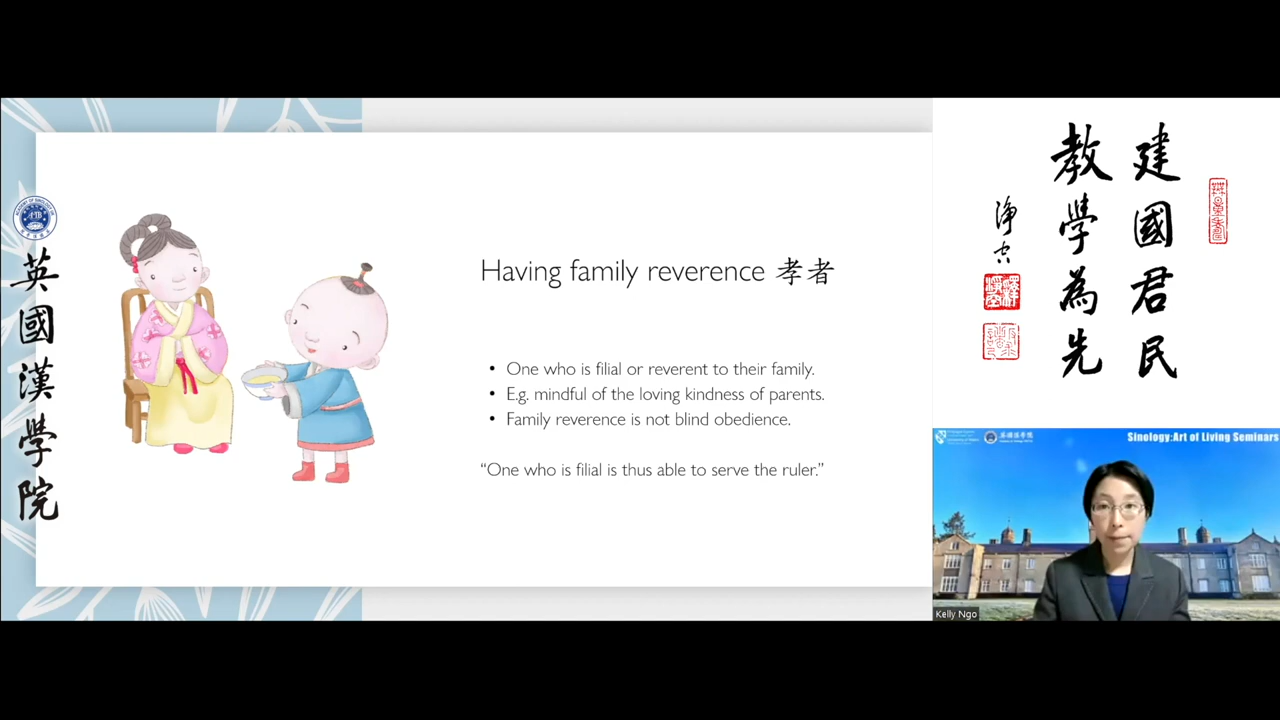 英國漢學院
Having family reverence 孝者
• One who is filial or reverent to their family.
• E.g. mindful of the loving kindness of parents.
• Family reverence is not blind obedience.
“One who is filial is thus able to serve the ruler.”
建國君民
教學為先
淨空
Sinology:Art of Living Seminars
Kelly Ngo